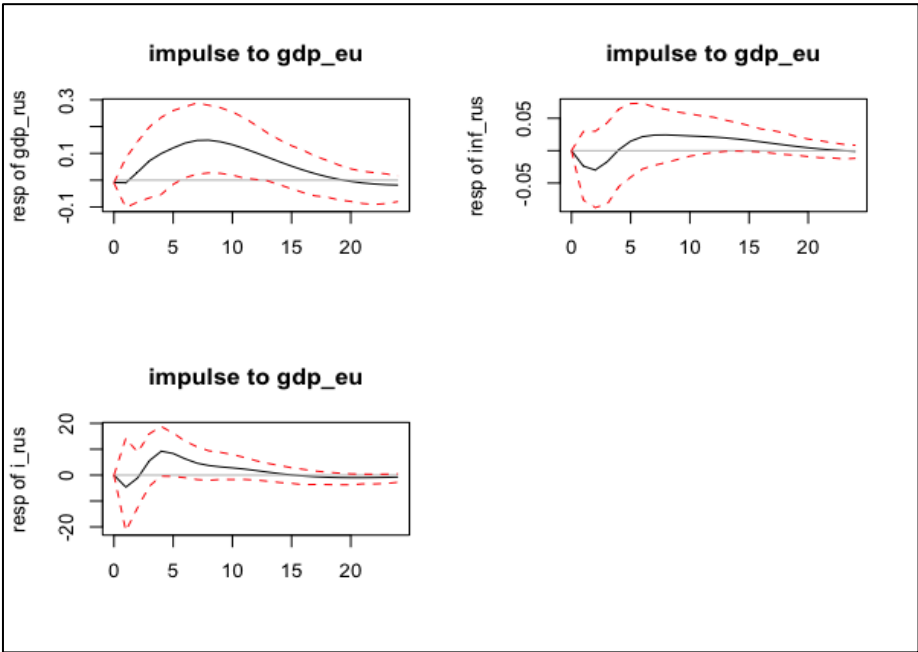 impulse to gdp_eu
resp of gdp_rus
0.3
0.1
-0.1
0 5 10 15 20
impulse to gdp_eu
resp of inf_rus
0.05
-0.05
0 5 10 15 20
impulse to gdp_eu
resp of i_rus
20
0
-20
0 5 10 15 20